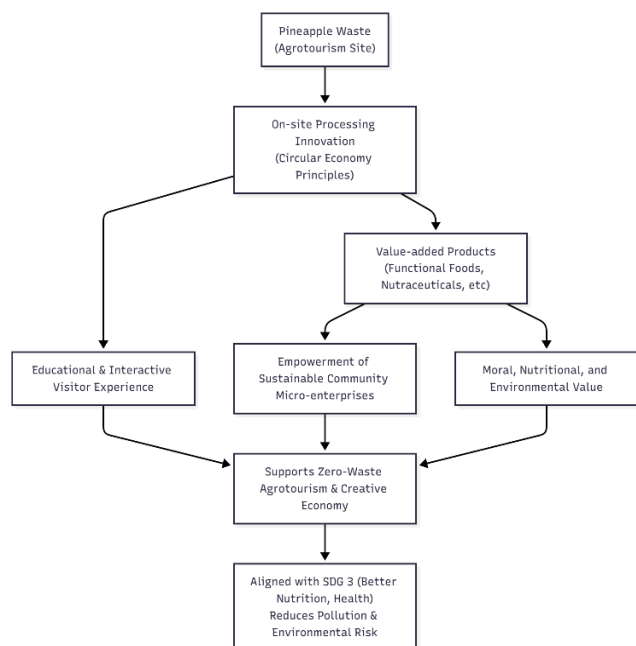 Pineapple Waste
(Agrotourism Site)
On-site Processing
Innovation
(Circular Economy
Principles)
Value-added Products
(Functional Foods,
Nutraceuticals, etc)
Educational & Interactive
Visitor Experience
Empowerment of
Sustainable Community
Micro-enterprises
Moral, Nutritional, and
Environmental Value
Supports Zero-Waste
Agrotourism & Creative
Economy
Aligned with SDG 3 (Better
Nutrition, Health)
Reduces Pollution &
Environmental Risk